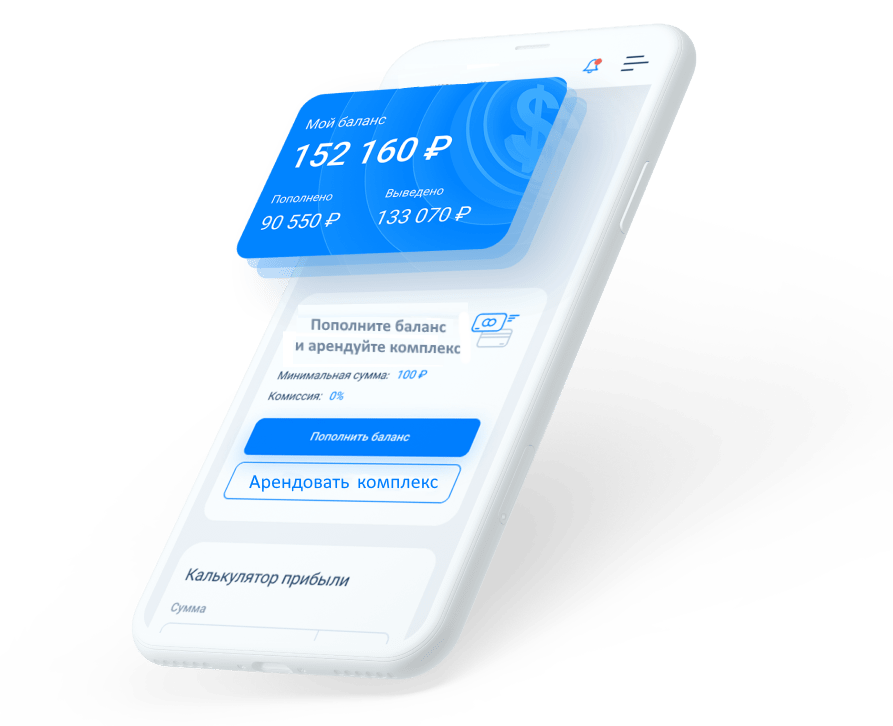 Мой баланс
152 160 ₽
Пополнено
Выведено
90 550 ₽
133 070 ₽
Пополните баланс
и арендуйте комплекс
Минимальная сумма: 100 ₽
Комиссия: 0%
Пополнить баланс
Арендовать комплекс
Калькулятор прибыли
Сумма